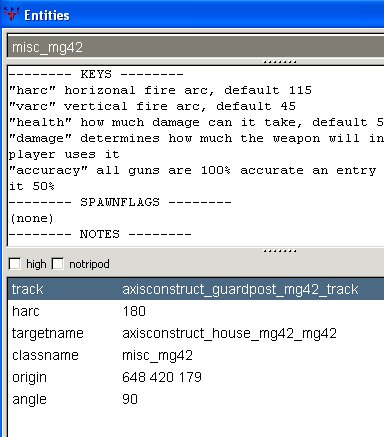 Entities
misc_mg42
-------- KEYS --------
"harc" horizonal fire arc, default 115
"varc" vertical fire arc, default 45
"health" how much damage can it take, default 5
"damage" determines how much the weapon will in
player uses it
"accuracy" all guns are 100% accurate an entry
it 50%
-------- SPAWNFLAGS --------
(none)
-------- NOTES --------
high notripod
track axisconstruct_guardpost_mg42_track
harc 180
targetname axisconstruct_house_mg42_mg42
classname misc_mg42
origin 648 420 179
angle 90